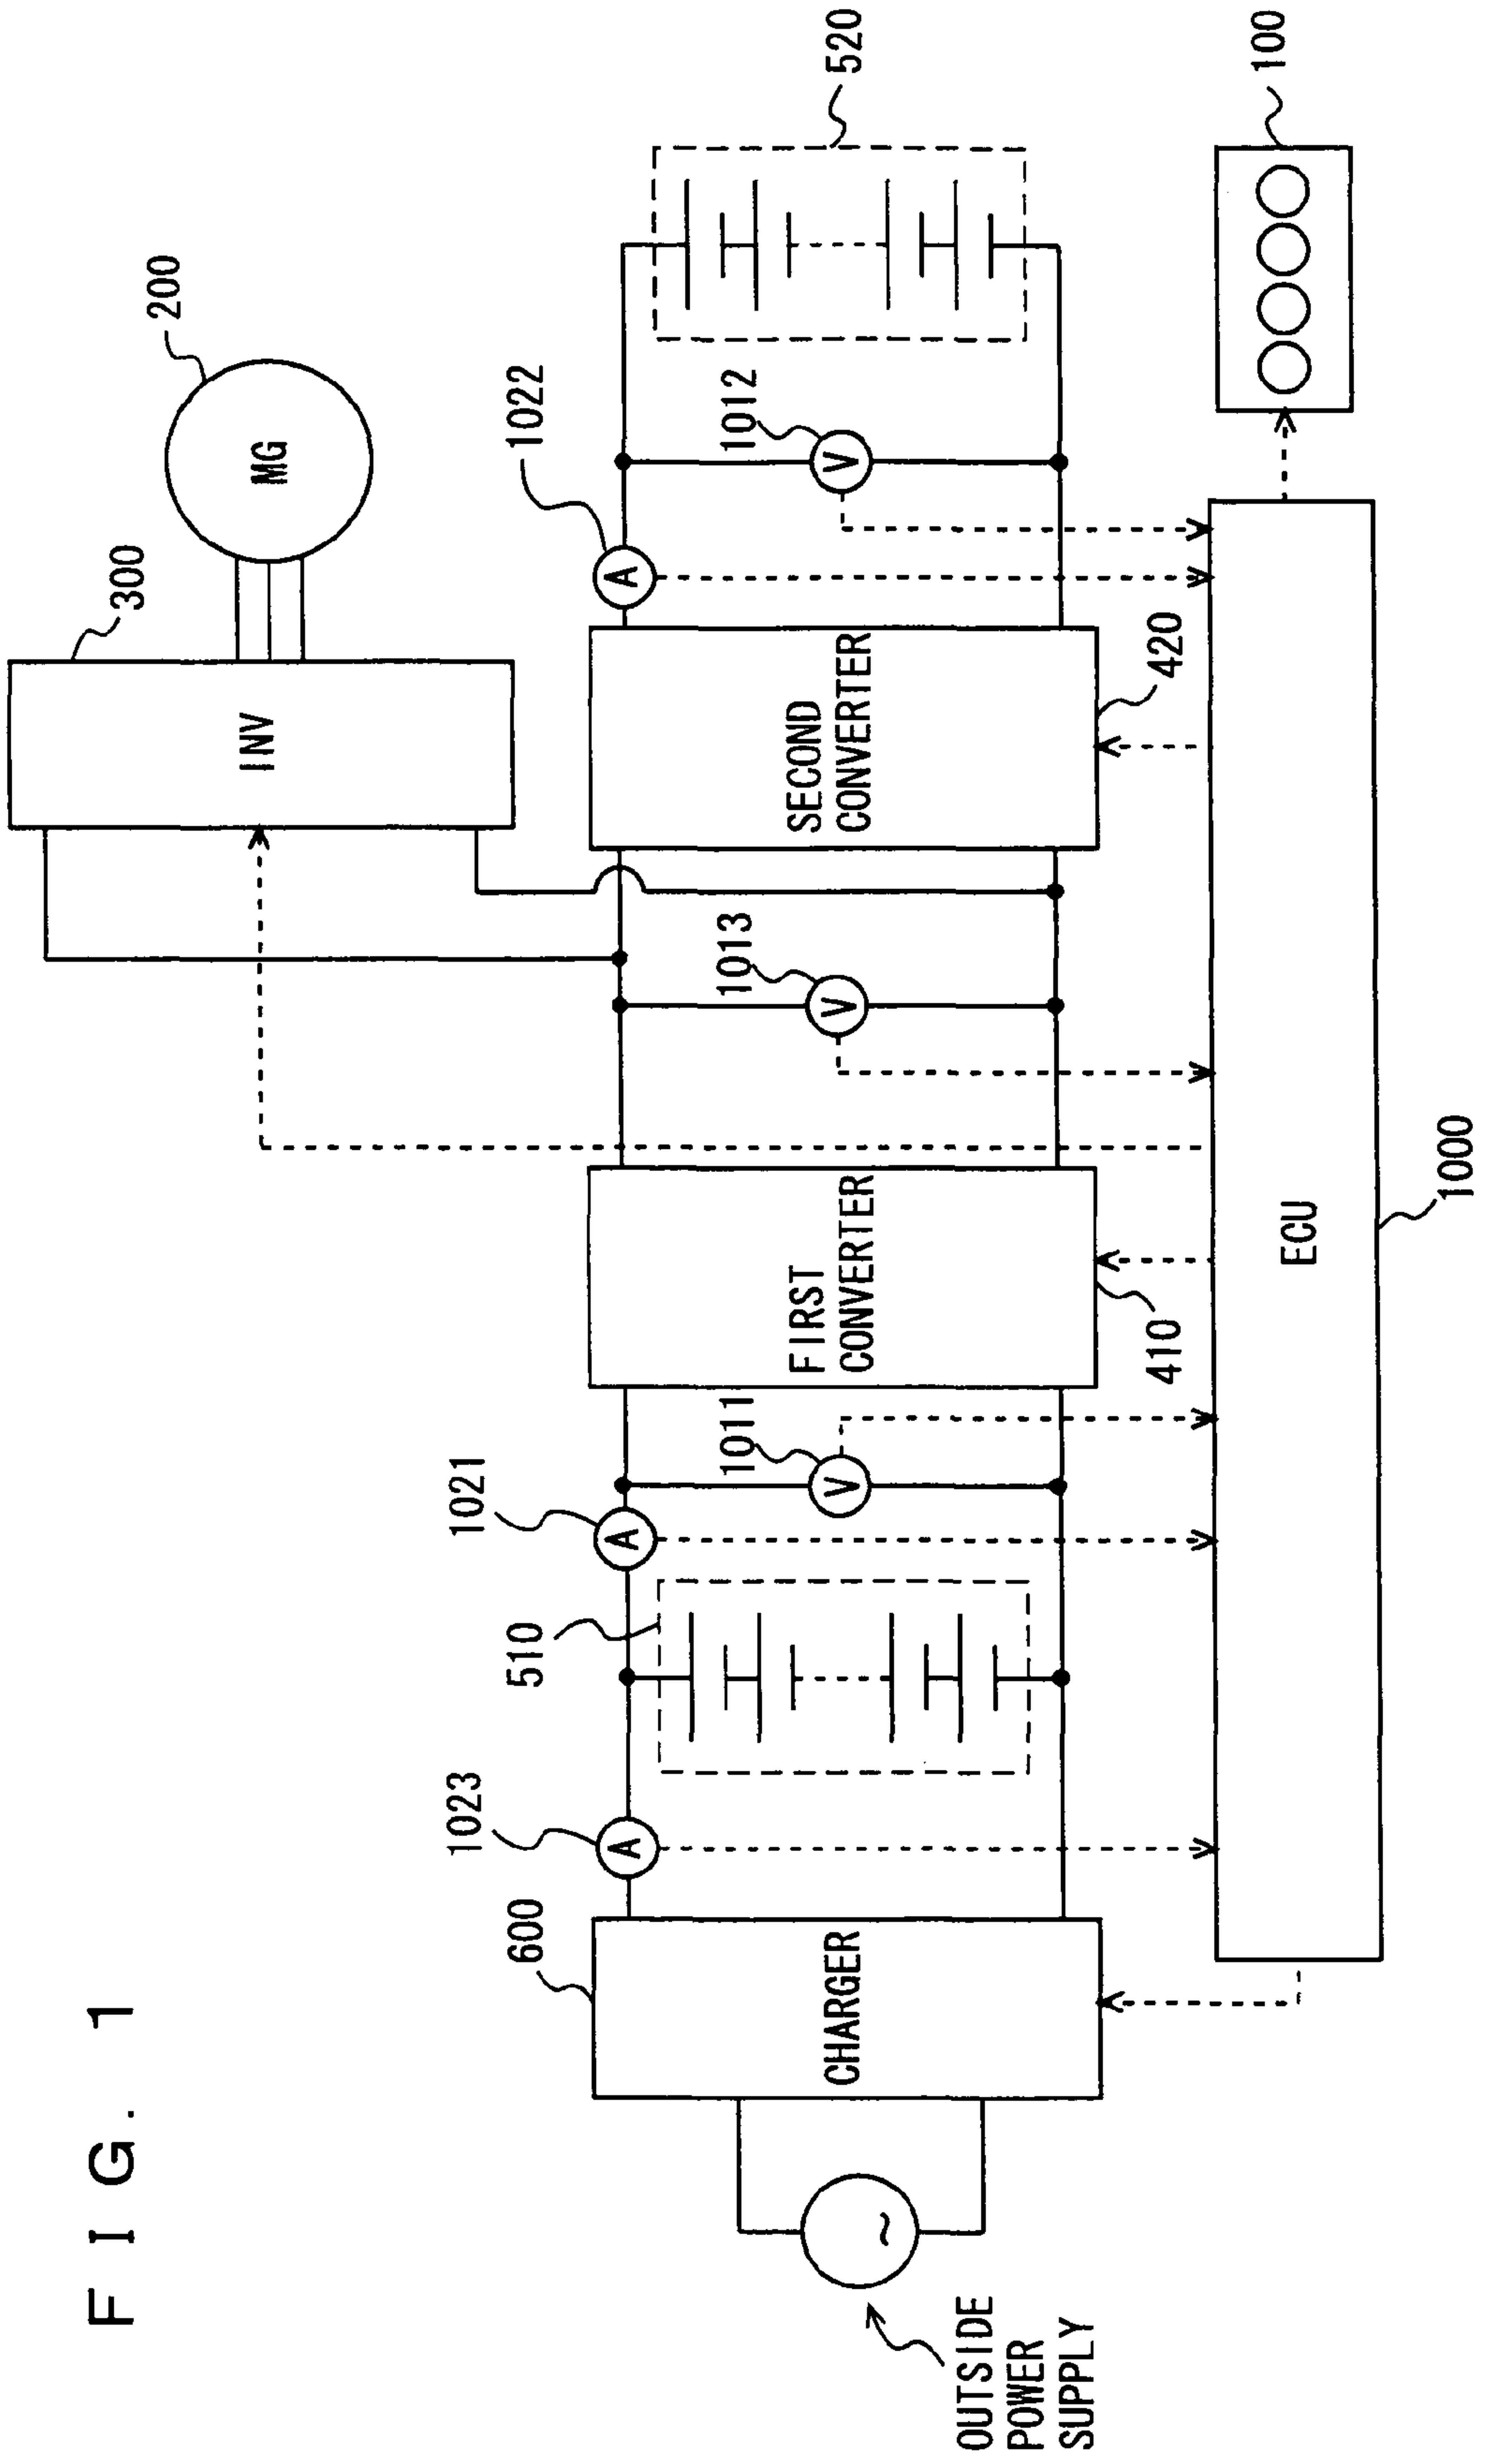 FIG. 1
300
INV
200
MG
600
1023
510
1021
1022
520
1011
1013
1012
OUTSIDE
POWER
SUPPLY
~
CHARGER
A
A
V
FIRST
CONVERTER
V
SECOND
CONVERTER
A
V
410
420
100
ECU
1000